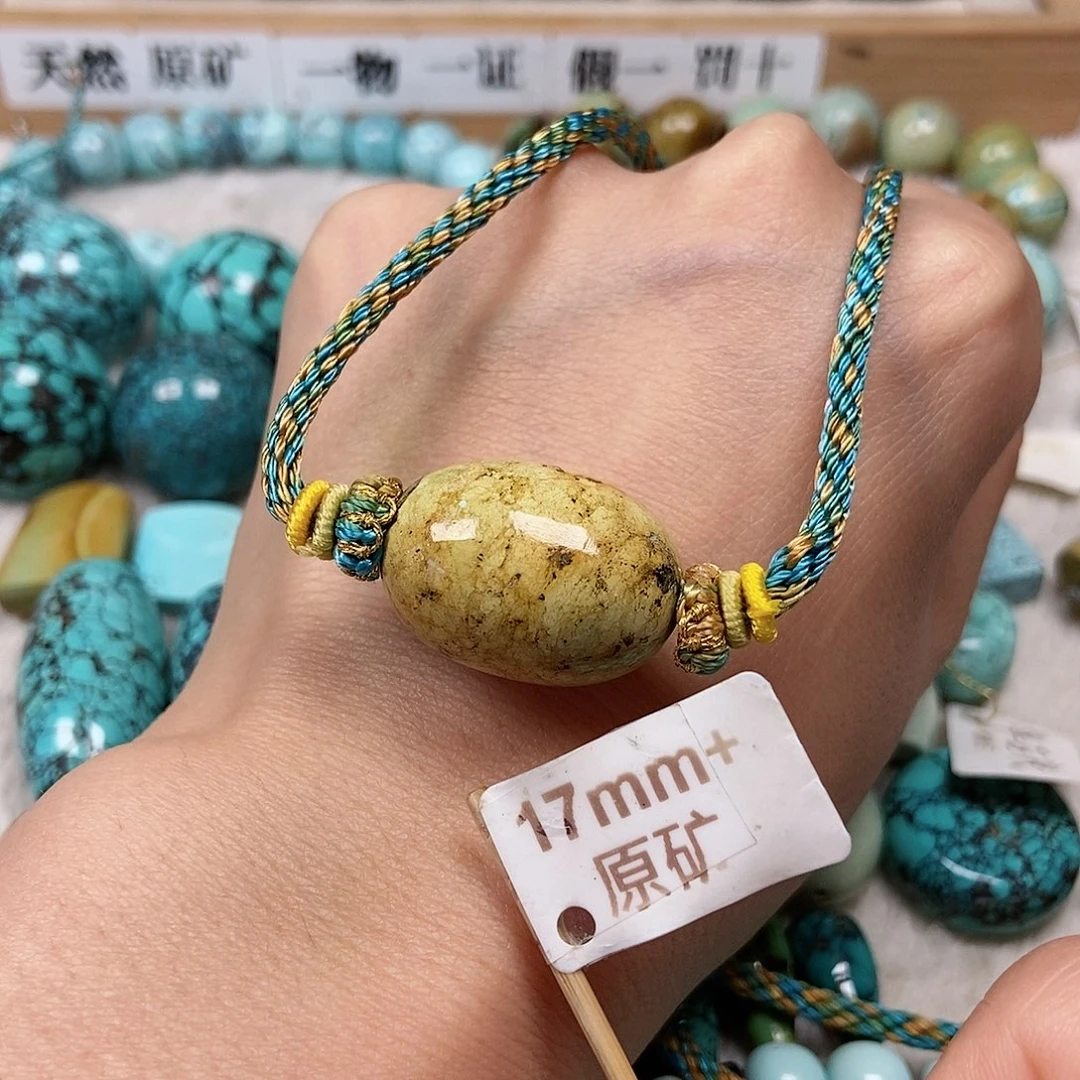 天然 原矿 一物 一证 假一 罚十
17mm+
原矿